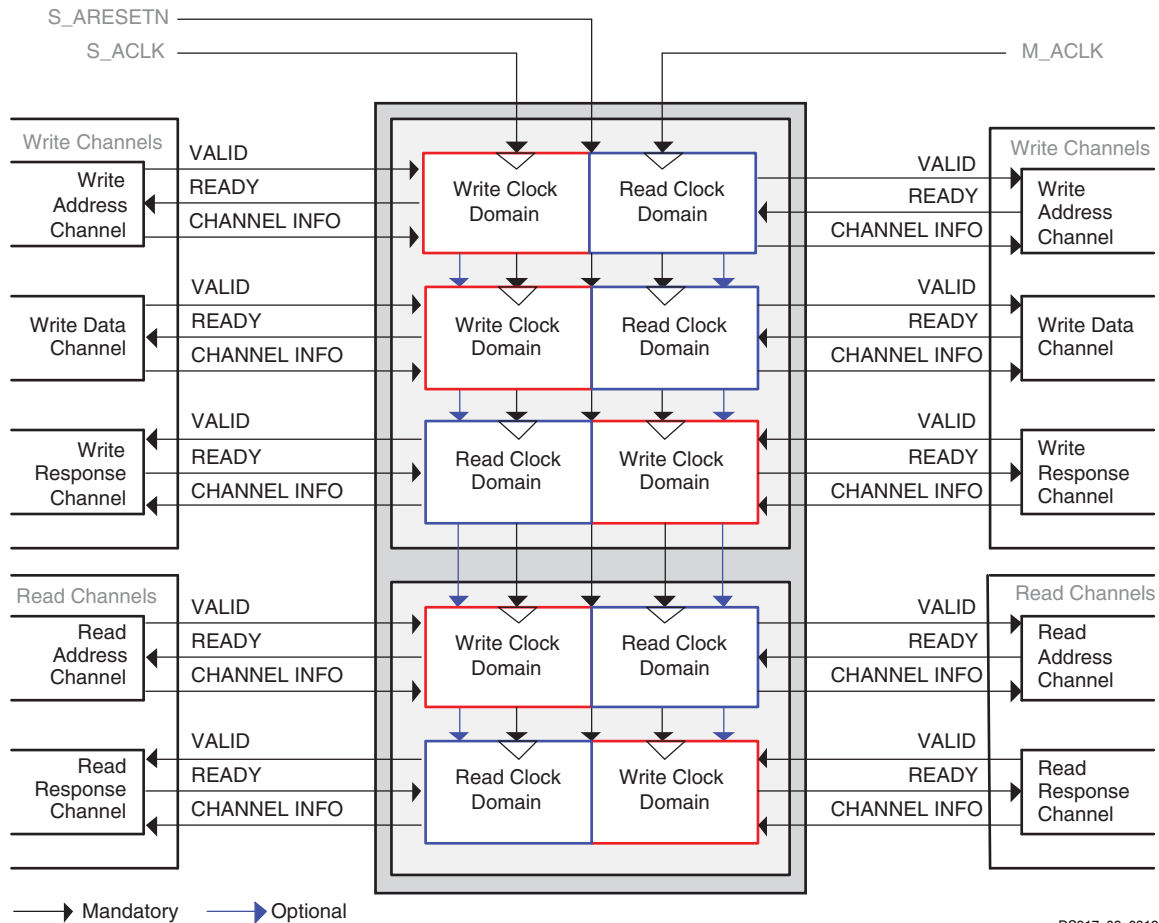 S_ARESETN
S_ACLK
M_ACLK
Write Channels
Write
Address
Channel
VALID
READY
CHANNEL INFO
Write Clock
Domain
Read Clock
Domain
VALID
READY
CHANNEL INFO
Write Channels
Write
Address
Channel
Write Data
Channel
VALID
READY
CHANNEL INFO
Write Clock
Domain
Read Clock
Domain
VALID
READY
CHANNEL INFO
Write Data
Channel
Write
Response
Channel
VALID
READY
CHANNEL INFO
Read Clock
Domain
Write Clock
Domain
VALID
READY
CHANNEL INFO
Write
Response
Channel
Read Channels
Read
Address
Channel
VALID
READY
CHANNEL INFO
Write Clock
Domain
Read Clock
Domain
VALID
READY
CHANNEL INFO
Read Channels
Read
Address
Channel
Read
Response
Channel
VALID
READY
CHANNEL INFO
Read Clock
Domain
Write Clock
Domain
VALID
READY
CHANNEL INFO
Read
Response
Channel
Mandatory
Optional